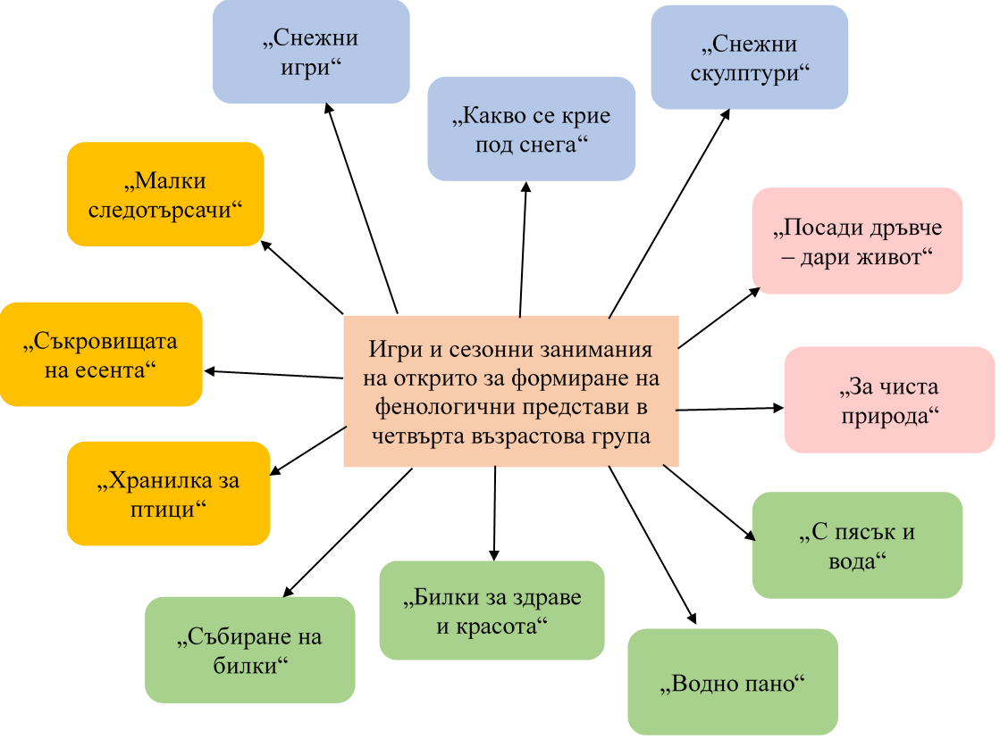 „Снежни
игри“
„Какво се крие
под снега“
„Снежни
скулптури“
„Малки
следотърсачи“
„Посади дръвче
– дари живот“
„Съкровищата
на есента“
Игри и сезонни занимания
на открито за формиране на
фенологични представи в
четвърта възрастова група
„За чиста
природа“
„Хранилка за
птици“
„С пясък и
вода“
„Събиране на
билки“
„Билки за здраве
и красота“
„Водно пано“